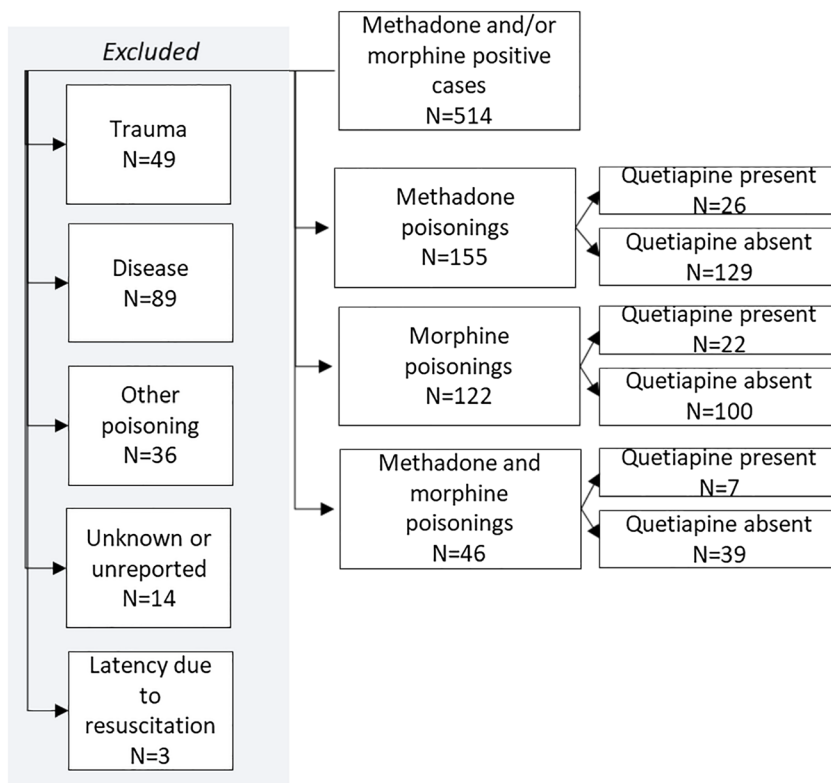 Excluded
Trauma
N=49
Disease
N=89
Other
poisoning
N=36
Unknown or
unreported
N=14
Latency due
to
resuscitation
N=3
Methadone and/or
morphine positive
cases
N=514
Methadone
poisonings
N=155
Quetiapine present
N=26
Quetiapine absent
N=129
Morphine
poisonings
N=122
Quetiapine present
N=22
Quetiapine absent
N=100
Methadone and
morphine
poisonings
N=46
Quetiapine present
N=7
Quetiapine absent
N=39